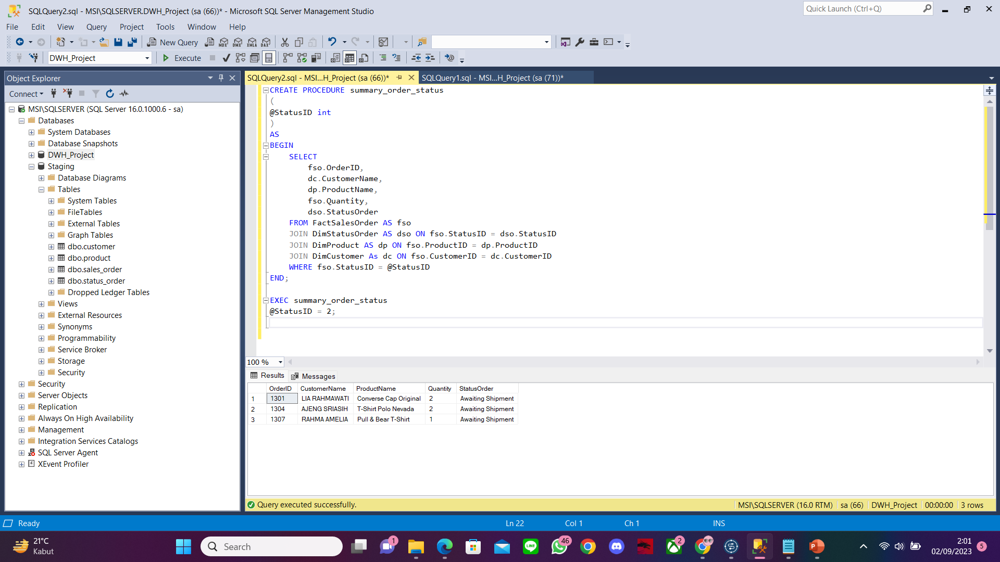 SQLQuery2.sql - MSI\SQLSERVER.DWH_Project (sa (66))* - Microsoft SQL Server Management Studio
Quick Launch (Ctrl+Q)
File Edit View Query Project Tools Window Help
New Query
MDX DMX XMLA DAX
DWH_Project
Execute
Object Explorer
Connect
MSI\SQLSERVER (SQL Server 16.0.1000.6 - sa)
Databases
System Databases
Database Snapshots
DWH_Project
Staging
Database Diagrams
Tables
System Tables
FileTables
External Tables
Graph Tables
dbo.customer
dbo.product
dbo.sales_order
dbo.status_order
Dropped Ledger Tables
Views
External Resources
Synonyms
Programmability
Service Broker
Storage
Security
Security
Server Objects
Replication
Always On High Availability
Management
Integration Services Catalogs
SQL Server Agent
XEvent Profiler
SQLQuery2.sql - MSI...H_Project (sa (66))*
SQLQuery1.sql - MSI...H_Project (sa (71))*
CREATE PROCEDURE summary_order_status
(
@StatusID int
)
AS
BEGIN
SELECT
fso.OrderID,
dc.CustomerName,
dp.ProductName,
fso.Quantity,
dso.StatusOrder
FROM FactSalesOrder AS fso
JOIN DimStatusOrder AS dso ON fso.StatusID = dso.StatusID
JOIN DimProduct AS dp ON fso.ProductID = dp.ProductID
JOIN DimCustomer As dc ON fso.CustomerID = dc.CustomerID
WHERE fso.StatusID = @StatusID
END;
EXEC summary_order_status
@StatusID = 2;
100 %
Results Messages
OrderID CustomerName ProductName Quantity StatusOrder
1 1301 LIA RAHMAWATI Converse Cap Original 2 Awaiting Shipment
2 1304 AJENG SRIASIH T-Shirt Polo Nevada 2 Awaiting Shipment
3 1307 RAHMA AMELIA Pull & Bear T-Shirt 1 Awaiting Shipment
Query executed successfully.
MSI\SQLSERVER (16.0 RTM) sa (66) DWH_Project 00:00:00 3 rows
Ready
Ln 22 Col 1 Ch 1 INS
21°C
Kabut
Search
1
LINE
46
2
P
2:01
02/09/2023
5